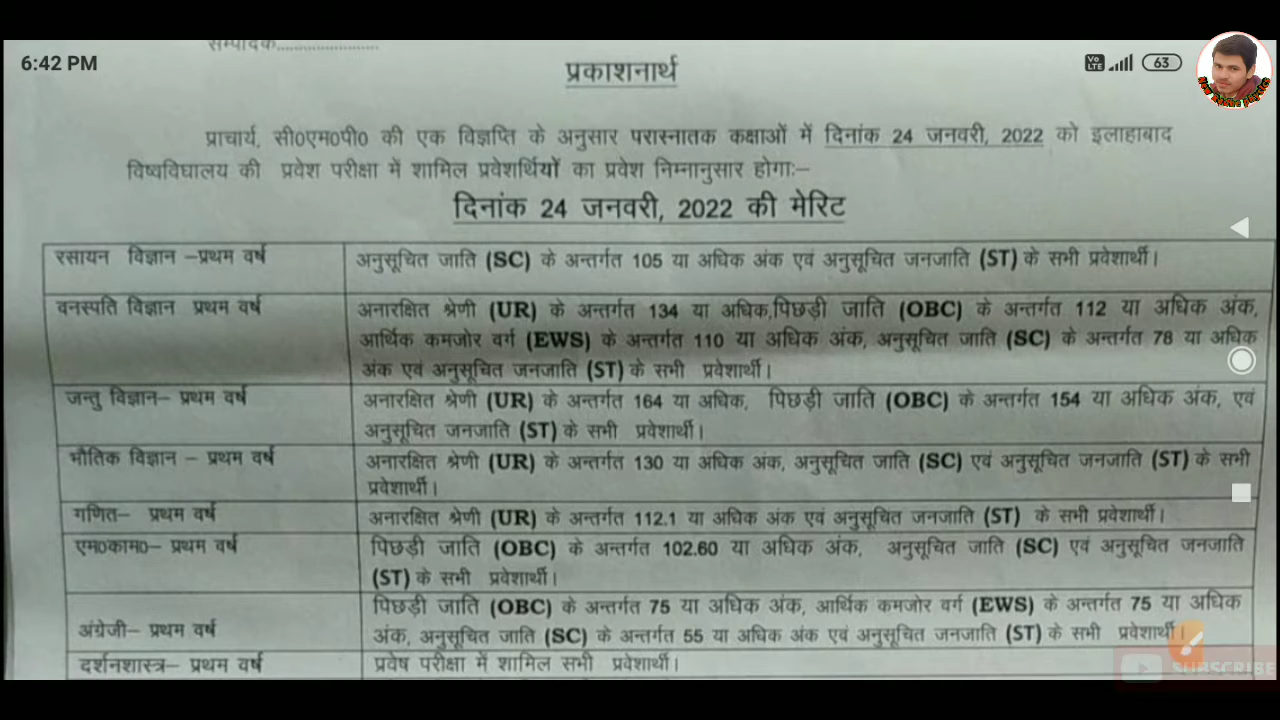 सम्पादक......................
6:42 PM
Vo LTE
63
प्रकाशनार्थ
प्राचार्य, सी0एम0पी0 की एक विज्ञप्ति के अनुसार परास्नातक कक्षाओं में दिनांक 24 जनवरी, 2022 को इलाहाबाद
विष्वविघालय की प्रवेश परीक्षा में शामिल प्रवेशर्थियों का प्रवेश निम्नानुसार होगाः–
दिनांक 24 जनवरी, 2022 की मेरिट
रसायन विज्ञान –प्रथम वर्ष
अनुसूचित जाति (SC) के अन्तर्गत 105 या अधिक अंक एवं अनुसूचित जनजाति (ST) के सभी प्रवेशार्थी।
वनस्पति विज्ञान प्रथम वर्ष
अनारक्षित श्रेणी (UR) के अन्तर्गत 134 या अधिक,पिछड़ी जाति (OBC) के अन्तर्गत 112 या अधिक अंक,
आर्थिक कमजोर वर्ग (EWS) के अन्तर्गत 110 या अधिक अंक, अनुसूचित जाति (SC) के अन्तर्गत 78 या अधिक
अंक एवं अनुसूचित जनजाति (ST) के सभी प्रवेशार्थी।
जन्तु विज्ञान– प्रथम वर्ष
अनारक्षित श्रेणी (UR) के अन्तर्गत 164 या अधिक, पिछड़ी जाति (OBC) के अन्तर्गत 154 या अधिक अंक, एवं
अनुसूचित जनजाति (ST) के सभी प्रवेशार्थी।
भौतिक विज्ञान – प्रथम वर्ष
अनारक्षित श्रेणी (UR) के अन्तर्गत 130 या अधिक अंक, अनुसूचित जाति (SC) एवं अनुसूचित जनजाति (ST) के सभी
प्रवेशार्थी।
गणित– प्रथम वर्ष
अनारक्षित श्रेणी (UR) के अन्तर्गत 112.1 या अधिक अंक एवं अनुसूचित जनजाति (ST) के सभी प्रवेशार्थी।
एम0काम0– प्रथम वर्ष
पिछड़ी जाति (OBC) के अन्तर्गत 102.60 या अधिक अंक, अनुसूचित जाति (SC) एवं अनुसूचित जनजाति
(ST) के सभी प्रवेशार्थी।
अंग्रेजी– प्रथम वर्ष
पिछड़ी जाति (OBC) के अन्तर्गत 75 या अधिक अंक, आर्थिक कमजोर वर्ग (EWS) के अन्तर्गत 75 या अधिक
अंक, अनुसूचित जाति (SC) के अन्तर्गत 55 या अधिक अंक एवं अनुसूचित जनजाति (ST) के सभी प्रवेशार्थी।
दर्शनशास्त्र– प्रथम वर्ष
प्रवेष परीक्षा में शामिल सभी प्रवेशार्थी।
SUBSCRIBE